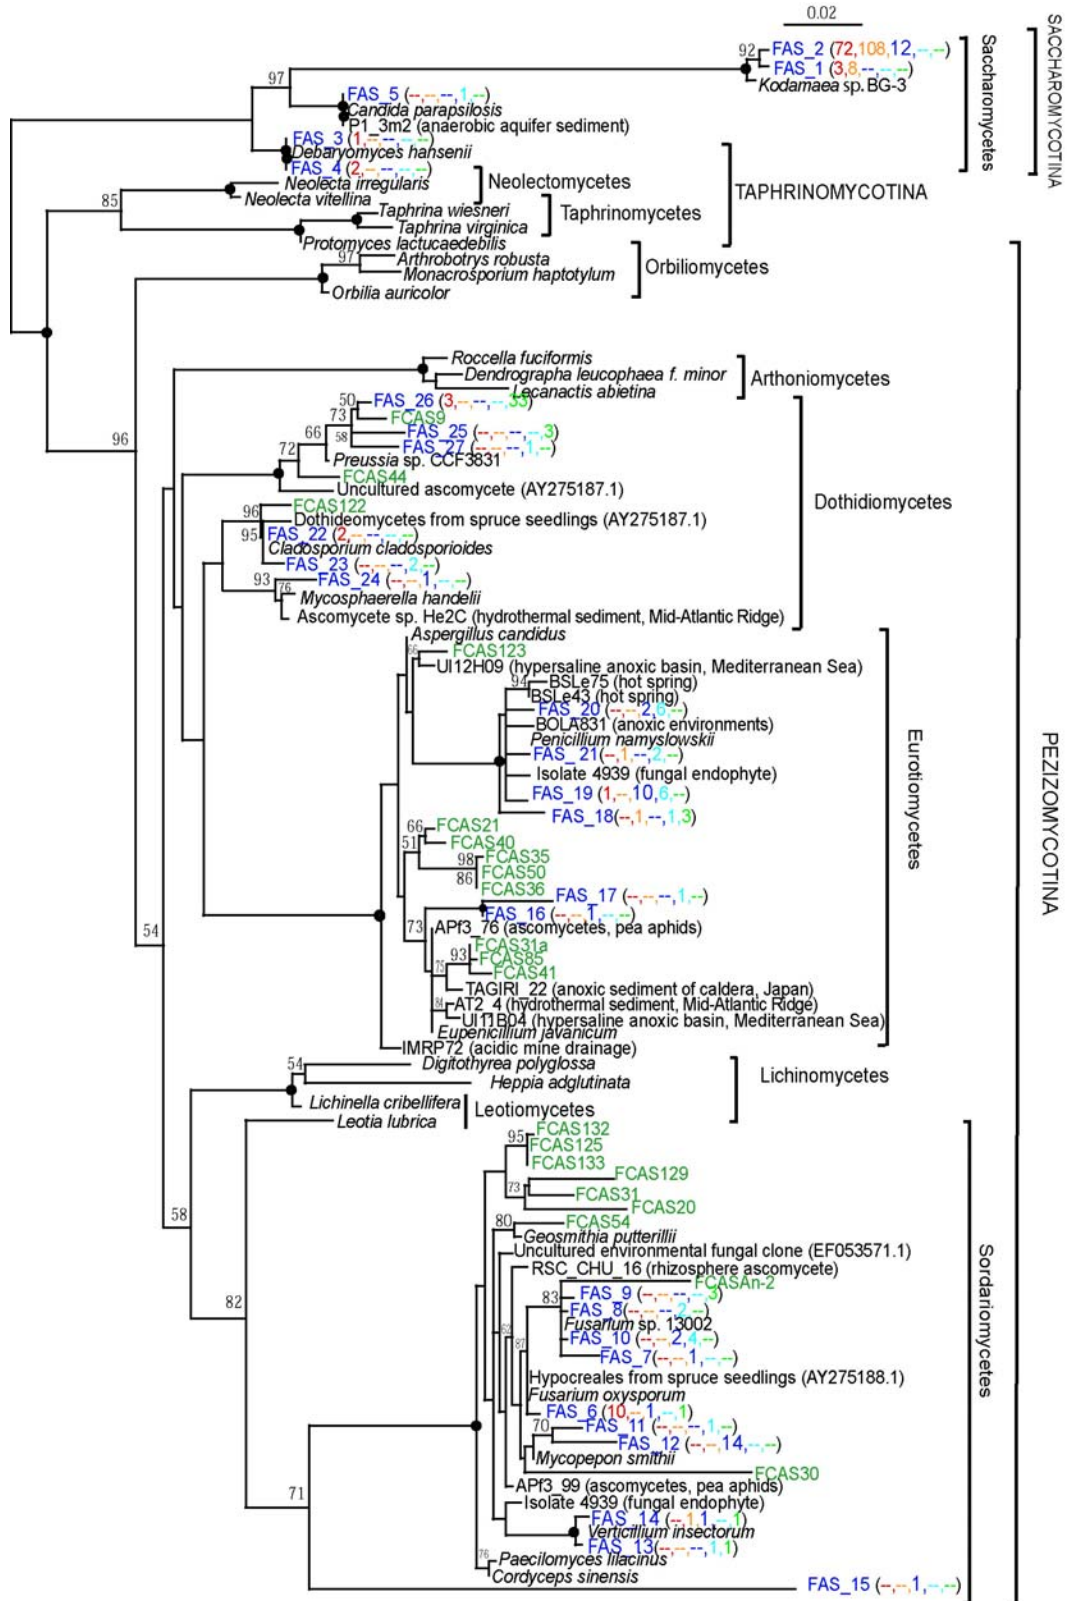 0.02
92
FAS_2 (72,108,12,--,--)
FAS_1 (3,8,--,--,--)
Kodamaea sp. BG-3
Saccharomycetes
SACCHAROMYCOTINA
97
FAS_5 (--,--,--,1,--)
Candida parapsilosis
P1_3m2 (anaerobic aquifer sediment)
FAS_3 (1,--,--,--,--)
Debaryomyces hansenii
FAS_4 (2,--,--,--,--)
Neolecta irregularis
Neolecta vitellina
Neolectomycetes
85
Taphrina wiesneri
Taphrina virginica
Protomyces lactucaedebilis
Taphrinomycetes
TAPHRINOMYCOTINA
97
Arthrobotrys robusta
Monacrosporium haptotylum
Orbilia auricolor
Orbiliomycetes
Roccella fuciformis
Dendrographa leucophaea f. minor
Lecanactis abietina
Arthoniomycetes
50
FAS_26 (3,--,--,--,33)
73
FCAS9
66
58
FAS_25 (--,--,--,--,3)
96
72
FAS_27 (--,--,--,1,--)
Preussia sp. CCF3831
FCAS44
Uncultured ascomycete (AY275187.1)
Dothidiomycetes
96
FCAS122
Dothideomycetes from spruce seedlings (AY275187.1)
95
FAS_22 (2,--,--,--,--)
Cladosporium cladosporioides
FAS_23 (--,--,--,2,--)
93
FAS_24 (--,--,1,--,--)
76
Mycosphaerella handelii
Ascomycete sp. He2C (hydrothermal sediment, Mid-Atlantic Ridge)
Aspergillus candidus
66
FCAS123
UI12H09 (hypersaline anoxic basin, Mediterranean Sea)
94
BSLe75 (hot spring)
BSLe43 (hot spring)
FAS_20 (--,--,2,6,--)
BOLA831 (anoxic environments)
Penicillium namyslowskii
FAS_21 (--,1,--,2,--)
Isolate 4939 (fungal endophyte)
FAS_19 (1,--,10,6,--)
FAS_18(--,1,--,1,3)
Eurotiomycetes
PEZIZOMYCOTINA
66
FCAS21
51
FCAS40
98
FCAS35
86
FCAS50
FCAS36
FAS_17 (--,--,--,1,--)
FAS_16 (--,--,1,--,--)
73
APf3_76 (ascomycetes, pea aphids)
54
FCAS31a
93
FCAS85
75
FCAS41
TAGIRI_22 (anoxic sediment of caldera, Japan)
84
AT2_4 (hydrothermal sediment, Mid-Atlantic Ridge)
UI11B04 (hypersaline anoxic basin, Mediterranean Sea)
Eupenicillium javanicum
IMRP72 (acidic mine drainage)
54
Digitothyrea polyglossa
Heppia adglutinata
Lichinella cribellifera
Lichinomycetes
Leotia lubrica
Leotiomycetes
FCAS132
95
FCAS125
FCAS133
FCAS129
73
FCAS31
FCAS20
58
80
FCAS54
Geosmithia putterillii
Uncultured environmental fungal clone (EF053571.1)
RSC_CHU_16 (rhizosphere ascomycete)
FCASAn-2
83
FAS_9 (--,--,--,--,3)
82
FAS_8(--,--,--,2,--)
Fusarium sp. 13002
63
87
FAS_10 (--,--,2,4,--)
FAS_7(--,--,1,--,--)
Hypocreales from spruce seedlings (AY275188.1)
Fusarium oxysporum
FAS_6 (10,--,1,--,1)
70
FAS_11 (--,--,--,1,--)
FAS_12 (--,--,14,--,--)
Mycopepon smithii
FCAS30
APf3_99 (ascomycetes, pea aphids)
71
Isolate 4939 (fungal endophyte)
FAS_14 (--,1,1,--,1)
Verticillium insectorum
FAS_13(--,--,--,1,1)
76
Paecilomyces lilacinus
Cordyceps sinensis
FAS_15 (--,--,1,--,--)
Sordariomycetes